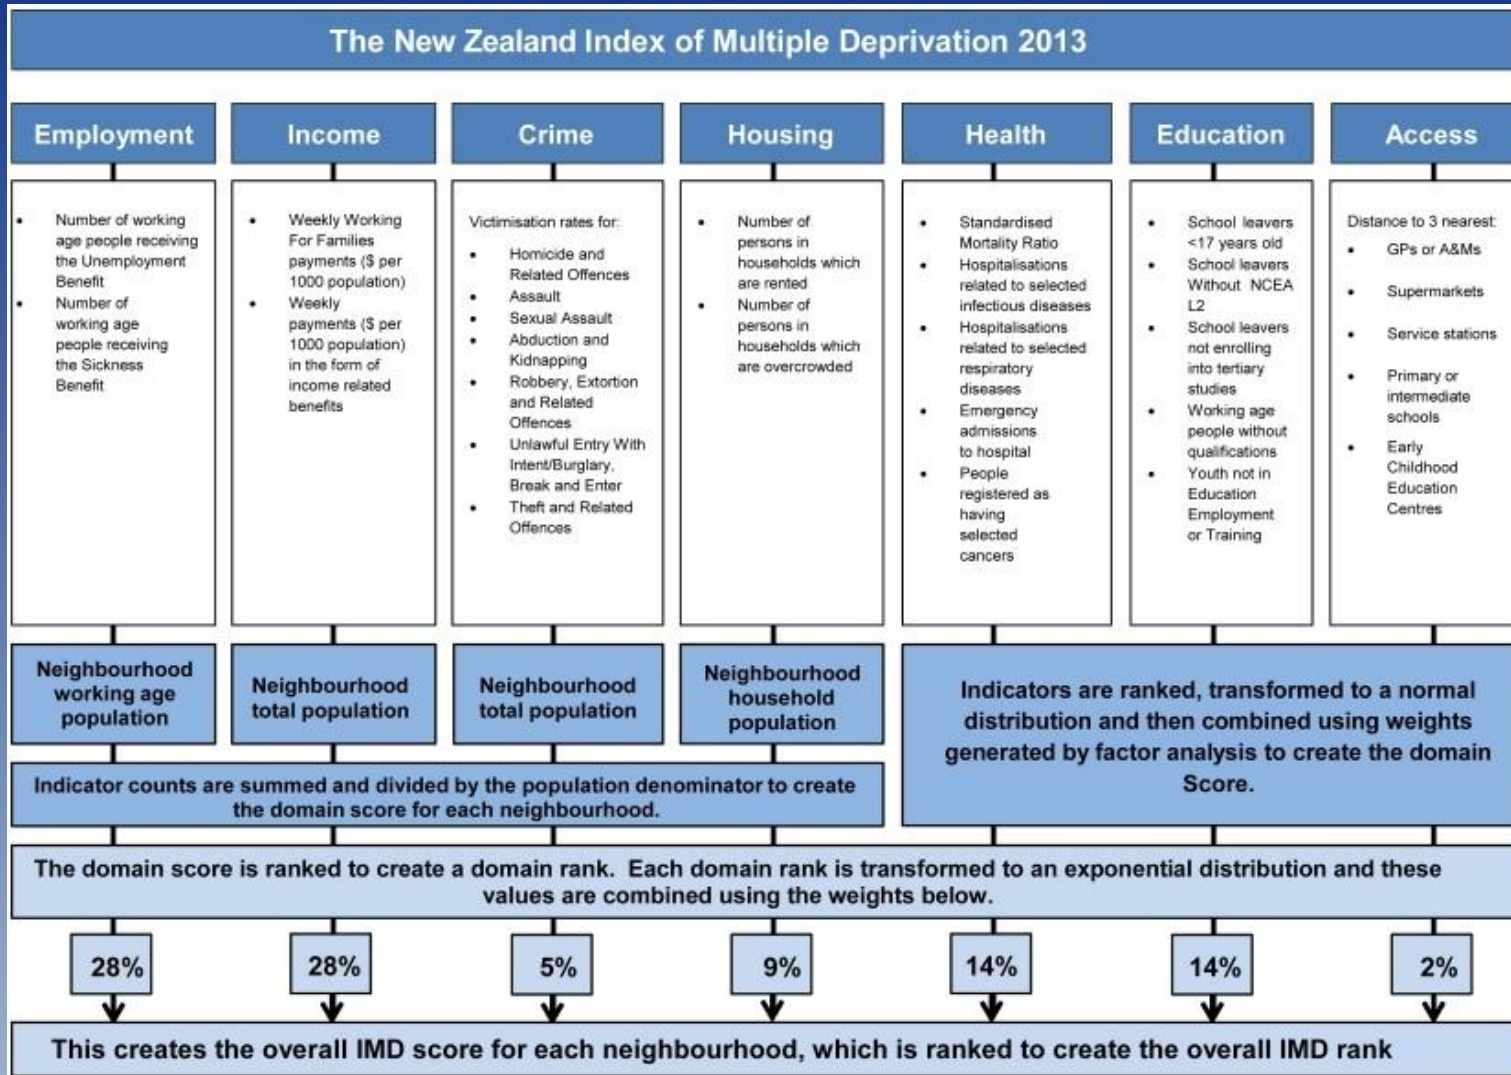 The New Zealand Index of Multiple Deprivation 2013
Employment
• Number of working
age people receiving
the Unemployment
Benefit
• Number of
working age
people receiving
the Sickness
Benefit
Neighbourhood
working age
population
Income
• Weekly Working
For Families
payments ($ per
1000 population)
• Weekly
payments ($ per
1000 population)
in the form of
income related
benefits
Neighbourhood
total population
Crime
Victimisation rates for:
• Homicide and
Related Offences
• Assault
• Sexual Assault
• Abduction and
Kidnapping
• Robbery, Extortion
and Related
Offences
• Unlawful Entry With
Intent/Burglary,
Break and Enter
• Theft and Related
Offences
Neighbourhood
total population
Housing
• Number of
persons in
households which
are rented
• Number of
persons in
households which
are overcrowded
Neighbourhood
household
population
Health
• Standardised
Mortality Ratio
• Hospitalisations
related to selected
infectious diseases
• Hospitalisations
related to selected
respiratory
diseases
• Emergency
admissions
to hospital
• People
registered as
having
selected
cancers
Education
• School leavers
<17 years old
• School leavers
Without NCEA
L2
• School leavers
not enrolling
into tertiary
studies
• Working age
people without
qualifications
• Youth not in
Education
Employment
or Training
Access
Distance to 3 nearest:
• GPs or A&Ms
• Supermarkets
• Service stations
• Primary or
intermediate
schools
• Early
Childhood
Education
Centres
Indicator counts are summed and divided by the population denominator to create
the domain score for each neighbourhood.
Indicators are ranked, transformed to a normal
distribution and then combined using weights
generated by factor analysis to create the domain
Score.
The domain score is ranked to create a domain rank. Each domain rank is transformed to an exponential distribution and these
values are combined using the weights below.
28%
28%
5%
9%
14%
14%
2%
This creates the overall IMD score for each neighbourhood, which is ranked to create the overall IMD rank